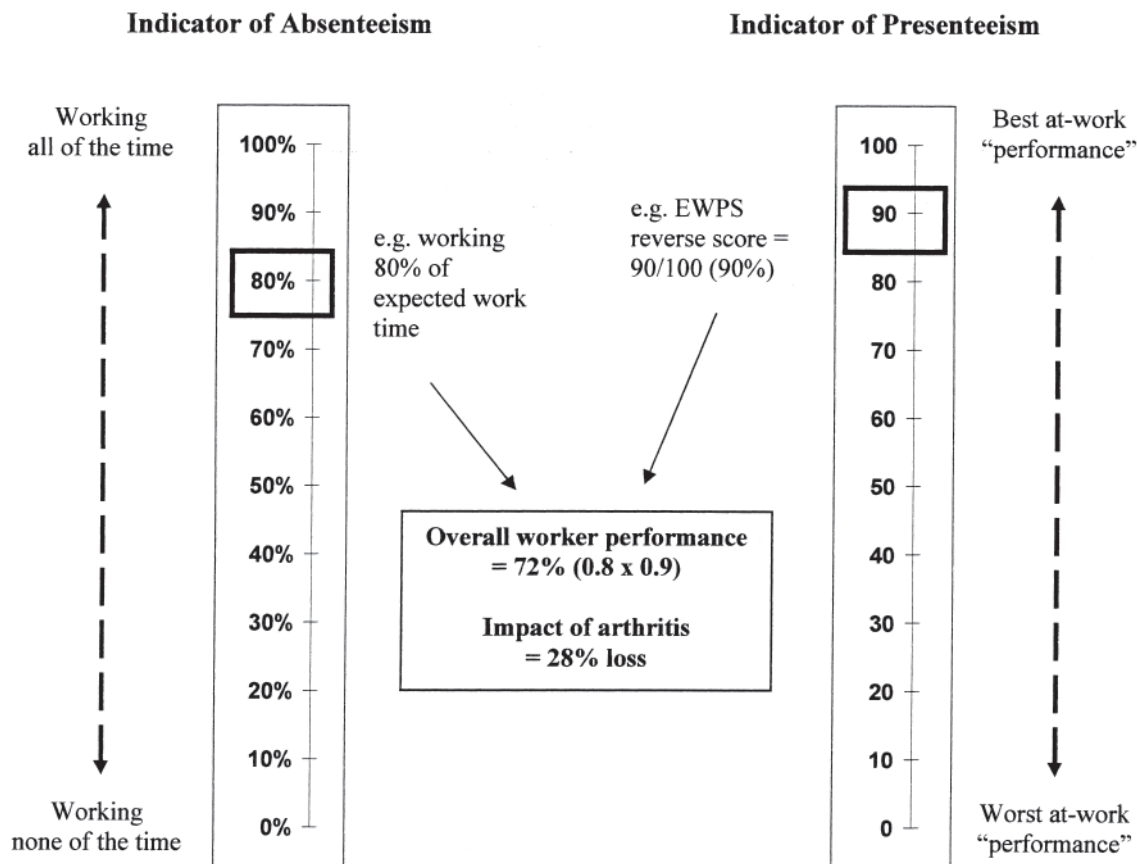 Indicator of Absenteeism
Indicator of Presenteeism
Working
all of the time
100%
90%
80%
70%
60%
50%
40%
30%
20%
10%
0%
Working
none of the time
e.g. working
80% of
expected work
time
e.g. EWPS
reverse score =
90/100 (90%)
Overall worker performance
= 72% (0.8 x 0.9)
Impact of arthritis
= 28% loss
100
90
80
70
60
50
40
30
20
10
0
Best at-work
“performance”
Worst at-work
“performance”